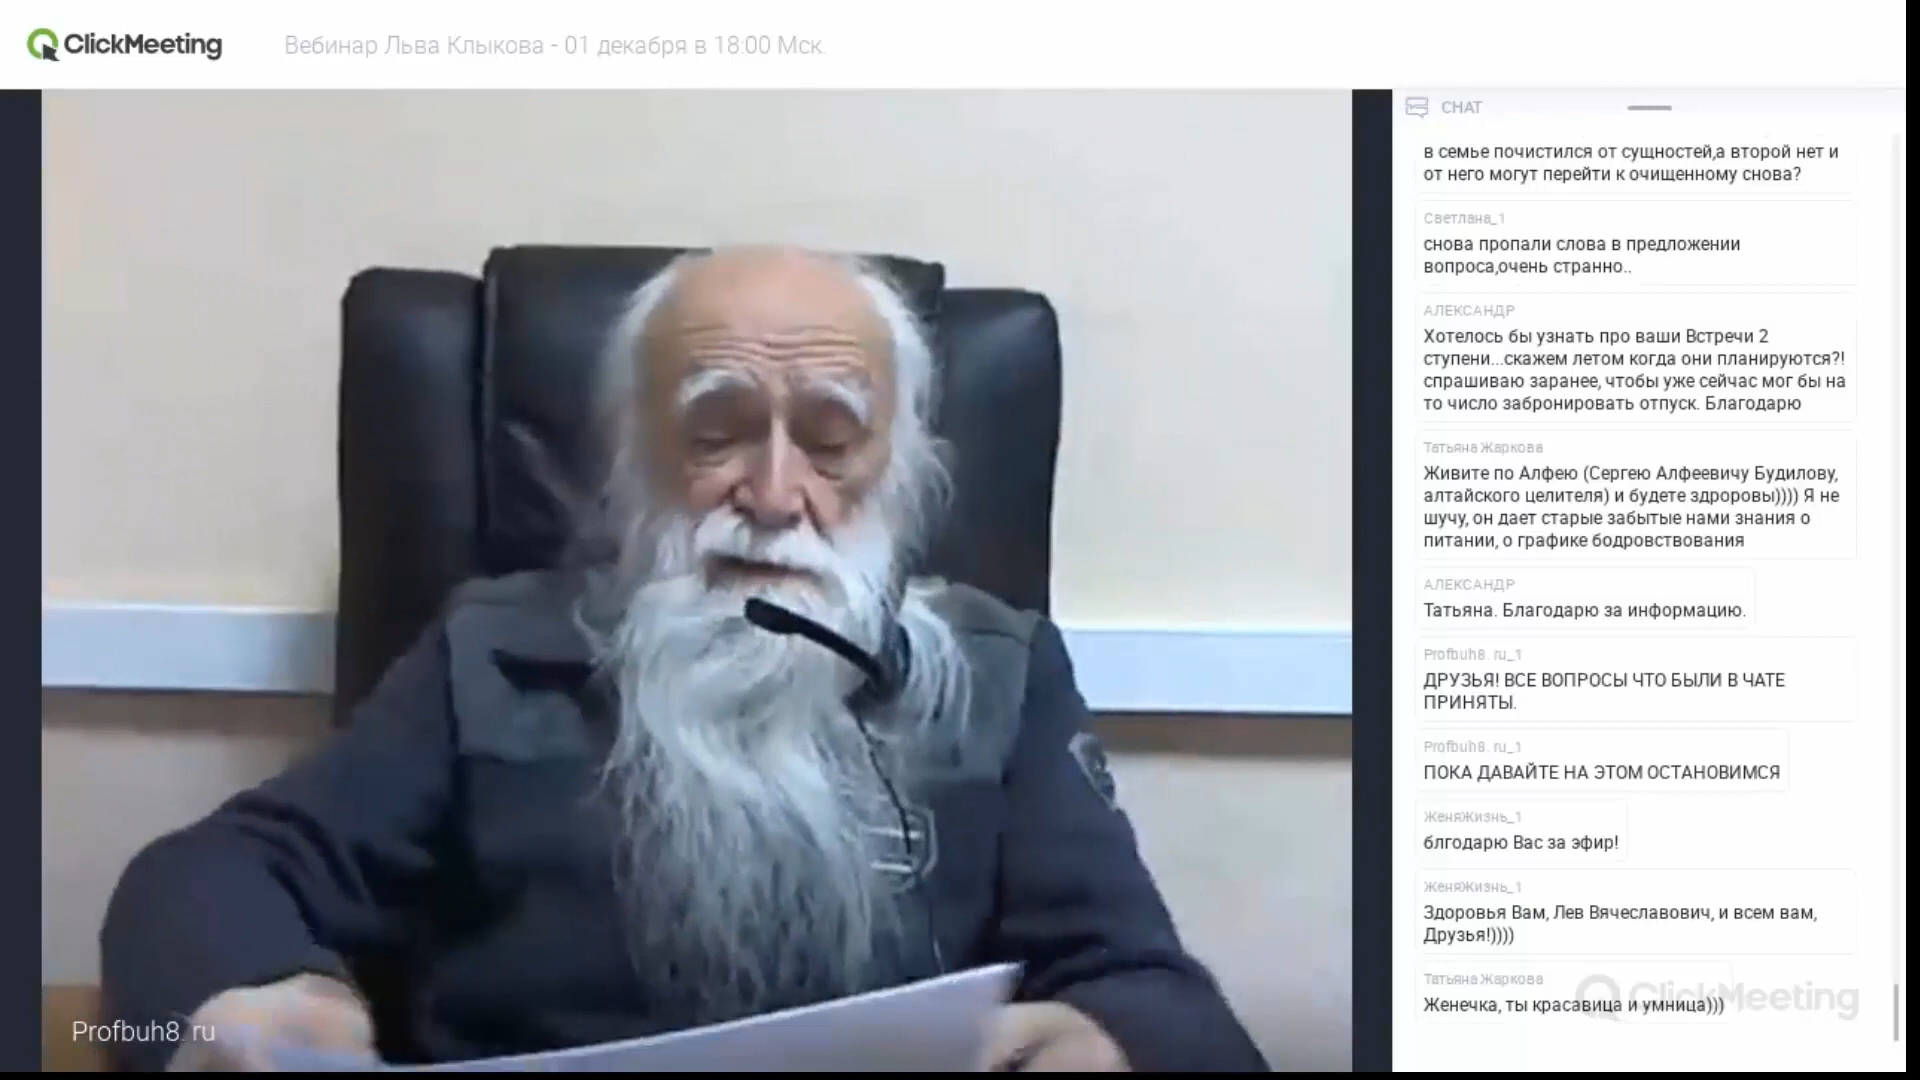 ClickMeeting
Вебинар Льва Клыкова - 01 декабря в 18:00 Мск.
CHAT
в семье почистился от сущностей,а второй нет и
от него могут перейти к очищенному снова?
Светлана_1
снова пропали слова в предложении
вопроса,очень странно..
АЛЕКСАНДР
Хотелось бы узнать про ваши Встречи 2
ступени...скажем летом когда они планируются?!
спрашиваю заранее, чтобы уже сейчас мог бы на
то число забронировать отпуск. Благодарю
Татьяна Жаркова
Живите по Алфею (Сергею Алфеевичу Будилову,
алтайского целителя) и будете здроровы)))) Я не
шучу, он дает старые забытые нами знания о
питании, о графике бодровствования
АЛЕКСАНДР
Татьяна. Благодарю за информацию.
Profbuh8. ru_1
ДРУЗЬЯ! ВСЕ ВОПРОСЫ ЧТО БЫЛИ В ЧАТЕ
ПРИНЯТЫ.
Profbuh8. ru_1
ПОКА ДАВАЙТЕ НА ЭТОМ ОСТАНОВИМСЯ
ЖеняЖизнь_1
блгодарю Вас за эфир!
ЖеняЖизнь_1
Здоровья Вам, Лев Вячеславович, и всем вам,
Друзья!))))
Татьяна Жаркова
Женечка, ты красавица и умница)))
ClickMeeting
Profbuh8. ru